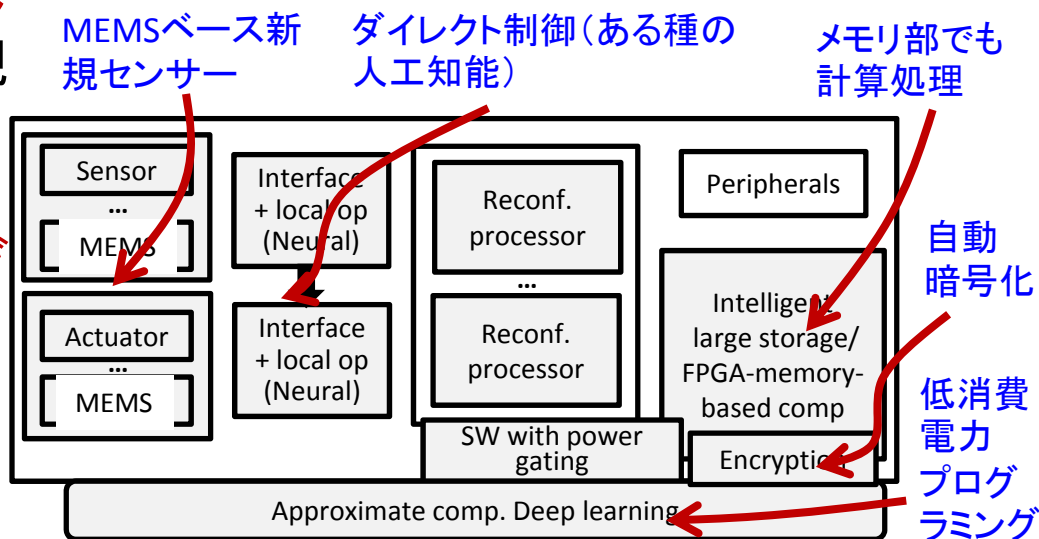 MEMSベース新
規センサー
ダイレクト制御（ある種の
人工知能）
メモリ部でも
計算処理
Sensor
...
MEMS
Actuator
...
MEMS
Interface
+ local op
(Neural)
Interface
+ local op
(Neural)
Reconf.
processor
...
Reconf.
processor
Peripherals
Intelligent
large storage/
FPGA-memory-
based comp
SW with power
gating
Encryption
Approximate comp. Deep learning
自動
暗号化
低消費
電力
プログ
ラミング